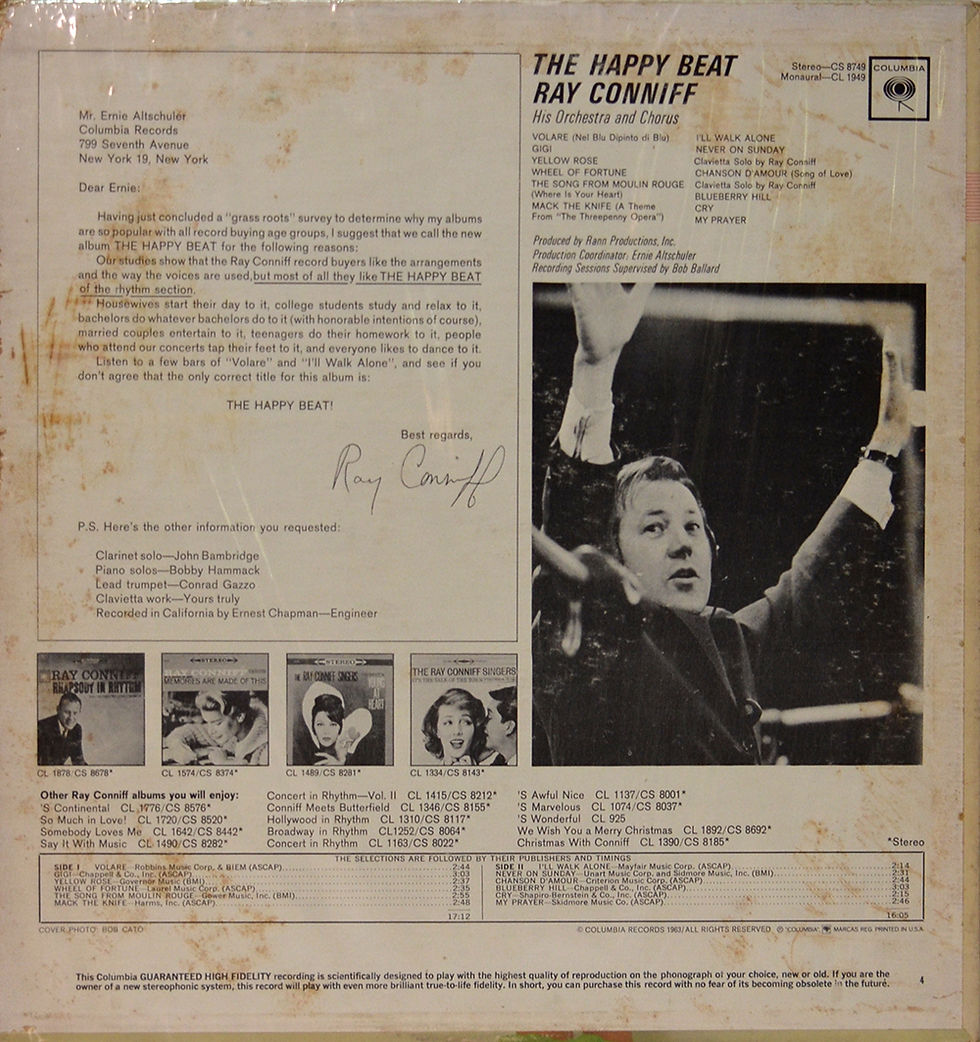 Mr. Ernie Altschuler
Columbia Records
799 Seventh Avenue
New York 19, New York
Dear Ernie:
Having just concluded a "grass roots" survey to determine why my albums
are so popular with all record buying age groups, I suggest that we call the new
album THE HAPPY BEAT for the following reasons:
Our studies show that the Ray Conniff record buyers like the arrangements
and the way the voices are used, but most of all they like THE HAPPY BEAT
of the rhythm section.
Housewives start their day to it, college students study and relax to it,
bachelors do whatever bachelors do to it (with honorable intentions of course),
married couples entertain to it, teenagers do their homework to it, people
who attend our concerts tap their feet to it, and everyone likes to dance to it.
Listen to a few bars of "Volare" and "I'll Walk Alone", and see if you
don't agree that the only correct title for this album is:
THE HAPPY BEAT!
Best regards,
Ray Conniff
P.S. Here's the other information you requested:
Clarinet solo—John Bambridge
Piano solos—Bobby Hammack
Lead trumpet—Conrad Gazzo
Clavietta work—Yours truly
Recorded in California by Ernest Chapman—Engineer
THE HAPPY BEAT
RAY CONNIFF
His Orchestra and Chorus
Stereo—CS 8749
Monaural—CL 1949
COLUMBIA
VOLARE (Nel Blu Dipinto di Blu)
GIGI
YELLOW ROSE
WHEEL OF FORTUNE
THE SONG FROM MOULIN ROUGE
(Where Is Your Heart)
MACK THE KNIFE (A Theme
From "The Threepenny Opera")
I'LL WALK ALONE
NEVER ON SUNDAY
Clavietta Solo by Ray Conniff
CHANSON D'AMOUR (Song of Love)
Clavietta Solo by Ray Conniff
BLUEBERRY HILL
CRY
MY PRAYER
Produced by Rann Productions, Inc.
Production Coordinator: Ernie Altschuler
Recording Sessions Supervised by Bob Ballard
RAY CONNIFF
RHAPSODY IN RHYTHM
CL 1878/CS 8678*
STEREO
RAY CONNIFF
MEMORIES ARE MADE OF THIS
CL 1574/CS 8374*
STEREO
THE RAY CONNIFF SINGERS
HEART
CL 1489/CS 8281*
THE RAY CONNIFF SINGERS
CL 1334/CS 8143*
Other Ray Conniff albums you will enjoy:
'S Continental CL 1776/CS 8576*
So Much in Love! CL 1720/CS 8520*
Somebody Loves Me CL 1642/CS 8442*
Say It With Music CL 1490/CS 8282*
Concert in Rhythm—Vol. II CL 1415/CS 8212*
Conniff Meets Butterfield CL 1346/CS 8155*
Hollywood in Rhythm CL 1310/CS 8117*
Broadway in Rhythm CL1252/CS 8064*
Concert in Rhythm CL 1163/CS 8022*
'S Awful Nice CL 1137/CS 8001*
'S Marvelous CL 1074/CS 8037*
'S Wonderful CL 925
We Wish You a Merry Christmas CL 1892/CS 8692*
Christmas With Conniff CL 1390/CS 8185*
*Stereo
THE SELECTIONS ARE FOLLOWED BY THEIR PUBLISHERS AND TIMINGS
SIDE I VOLARE—Robbins Music Corp. & BIEM (ASCAP) 2:44
GIGI—Chappell & Co., Inc. (ASCAP) 3:03
YELLOW ROSE—Governor Music (BMI) 2:37
WHEEL OF FORTUNE—Laurel Music Corp. (ASCAP) 2:35
THE SONG FROM MOULIN ROUGE—Gower Music, Inc. (BMI) 2:55
MACK THE KNIFE—Harms, Inc. (ASCAP) 2:48
17:12
SIDE II I'LL WALK ALONE—Mayfair Music Corp. (ASCAP) 2:14
NEVER ON SUNDAY—Unart Music Corp. and Sidmore Music, Inc. (BMI) 2:31
CHANSON D'AMOUR—Criterion Music Corp. (ASCAP) 2:44
BLUEBERRY HILL—Chappell & Co., Inc. (ASCAP) 3:03
CRY—Shapiro-Bernstein & Co., Inc. (ASCAP) 2:15
MY PRAYER—Skidmore Music Co. (ASCAP) 2:46
16:05
COVER PHOTO: BOB CATO
© COLUMBIA RECORDS 1963/ALL RIGHTS RESERVED ® "COLUMBIA", MARCAS REG. PRINTED IN U.S.A.
This Columbia GUARANTEED HIGH FIDELITY recording is scientifically designed to play with the highest quality of reproduction on the phonograph of your choice, new or old. If you are the
owner of a new stereophonic system, this record will play with even more brilliant true-to-life fidelity. In short, you can purchase this record with no fear of its becoming obsolete in the future.
4